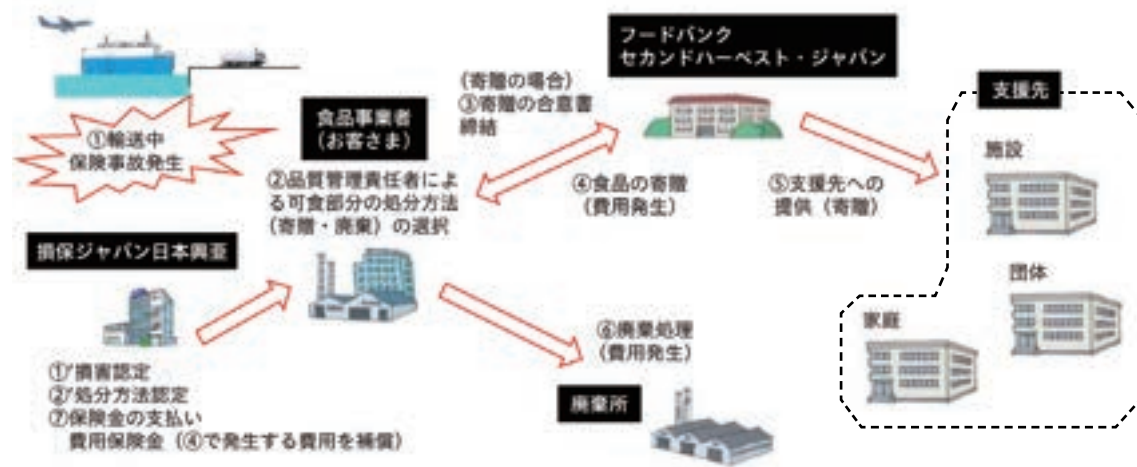 ①輸送中
保険事故発生
食品事業者
(お客さま)
②品質管理責任者によ
る可食部分の処分方法
(寄贈・廃棄)の選択
損保ジャパン日本興亜
①’損害認定
②’処分方法認定
⑦保険金の支払い
費用保険金(④で発生する費用を補償)
フードバンク
セカンドハーベスト・ジャパン
(寄贈の場合)
③寄贈の合意書
締結
④食品の寄贈
(費用発生)
⑤支援先への
提供(寄贈)
⑥廃棄処理
(費用発生)
廃棄所
支援先
施設
団体
家庭